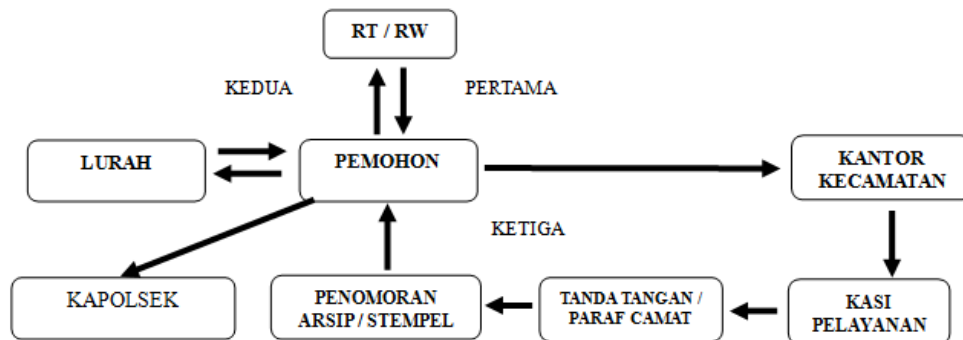 RT / RW
KEDUA
PERTAMA
LURAH
PEMOHON
KANTOR
KECAMATAN
KETIGA
KAPOLSEK
PENOMORAN
ARSIP / STEMPEL
TANDA TANGAN /
PARAF CAMAT
KASI
PELAYANAN